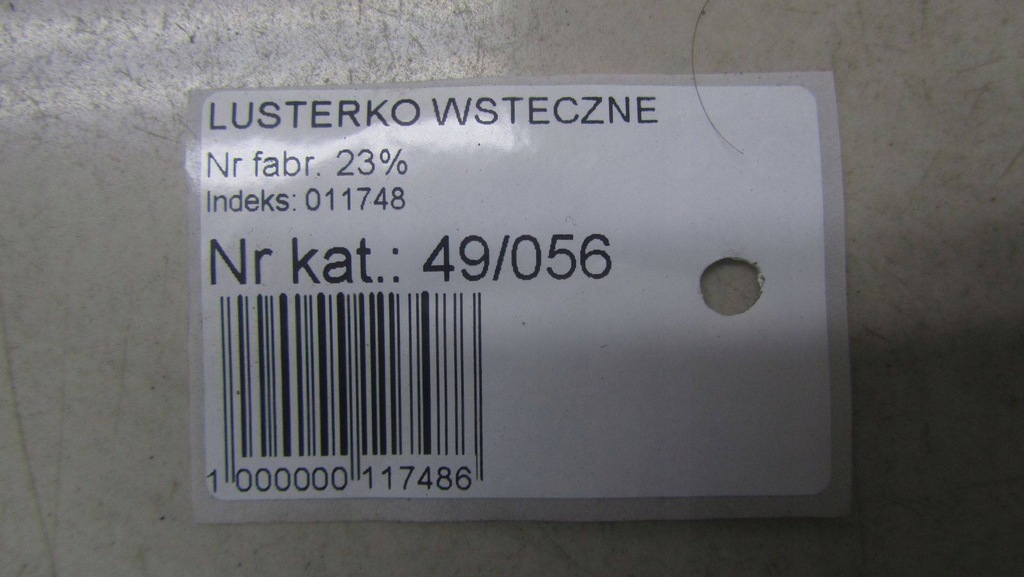 LUSTERKO WSTECZNE
Nr fabr. 23%
Indeks: 011748
Nr kat.: 49/056
1 000000 117486